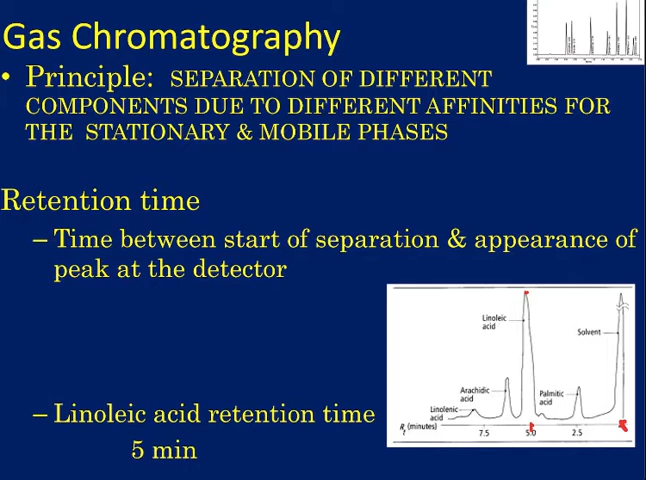 Gas Chromatography
• Principle: SEPARATION OF DIFFERENT
COMPONENTS DUE TO DIFFERENT AFFINITIES FOR
THE STATIONARY & MOBILE PHASES
Retention time
– Time between start of separation & appearance of
peak at the detector
Linoleic
acid
Solvent
Arachidic
acid
Palmitic
acid
Linolenic
acid
Rt (minutes)
7.5
5.0
2.5
– Linoleic acid retention time
5 min